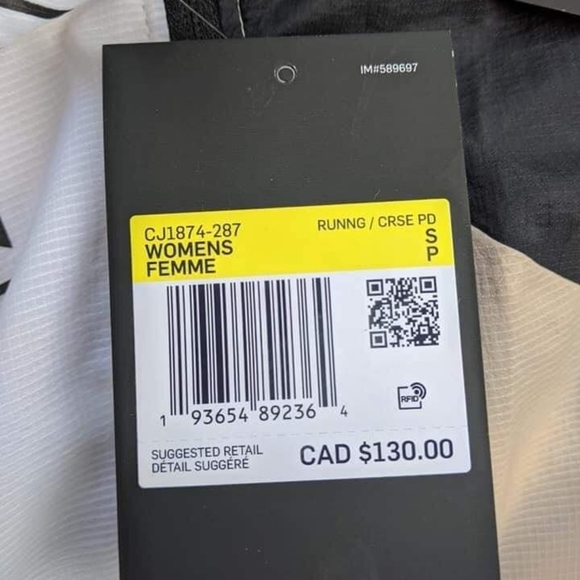 IM#589697
CJ1874-287
WOMENS
FEMME
RUNNG / CRSE PD
S
P
RFID
1 93654 89236 4
SUGGESTED RETAIL
DÉTAIL SUGGÉRÉ
CAD $130.00